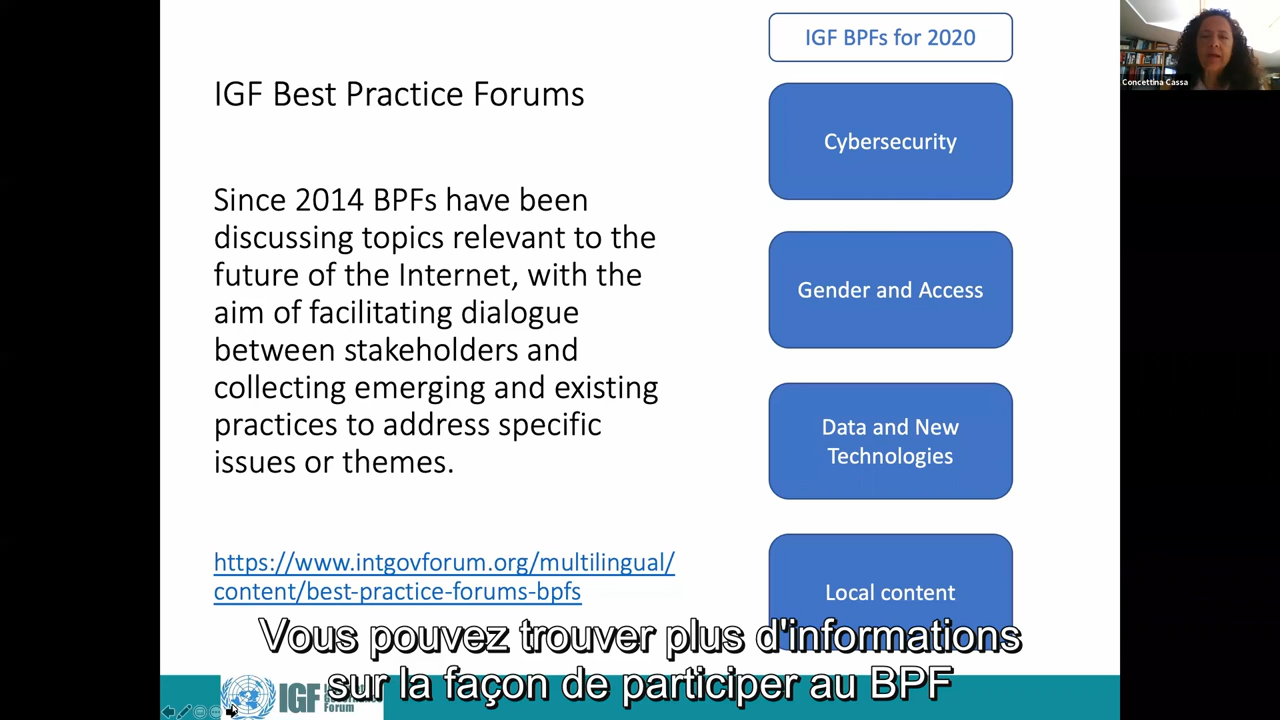 IGF Best Practice Forums
Since 2014 BPFs have been
discussing topics relevant to the
future of the Internet, with the
aim of facilitating dialogue
between stakeholders and
collecting emerging and existing
practices to address specific
issues or themes.
https://www.intgovforum.org/multilingual/
content/best-practice-forums-bpfs
IGF BPFs for 2020
Cybersecurity
Gender and Access
Data and New
Technologies
Local content
Concettina Cassa
Vous pouvez trouver plus d'informations
sur la façon de participer au BPF
IGF
Forum